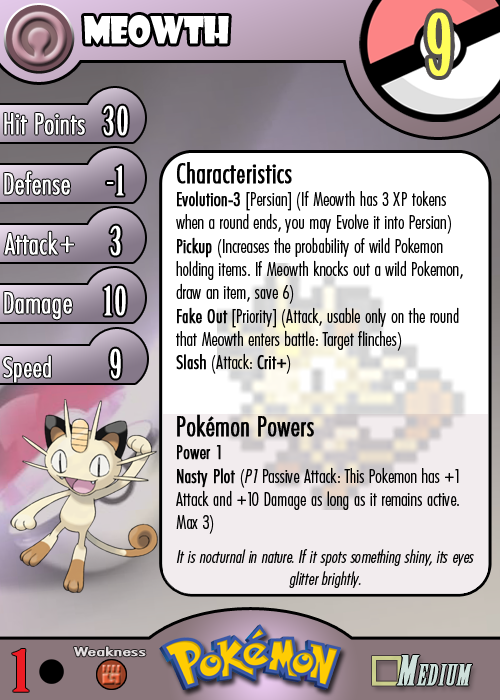 MEOWTH
9
Hit Points 30
Defense -1
Attack+ 3
Damage 10
Speed 9
Characteristics
Evolution-3 [Persian] (If Meowth has 3 XP tokens
when a round ends, you may Evolve it into Persian)
Pickup (Increases the probability of wild Pokemon
holding items. If Meowth knocks out a wild Pokemon,
draw an item, save 6)
Fake Out [Priority] (Attack, usable only on the round
that Meowth enters battle: Target flinches)
Slash (Attack: Crit+)
Pokémon Powers
Power 1
Nasty Plot (P1 Passive Attack: This Pokemon has +1
Attack and +10 Damage as long as it remains active.
Max 3)
It is nocturnal in nature. If it spots something shiny, its eyes
glitter brightly.
1
Weakness
POKéMON
MEDIUM